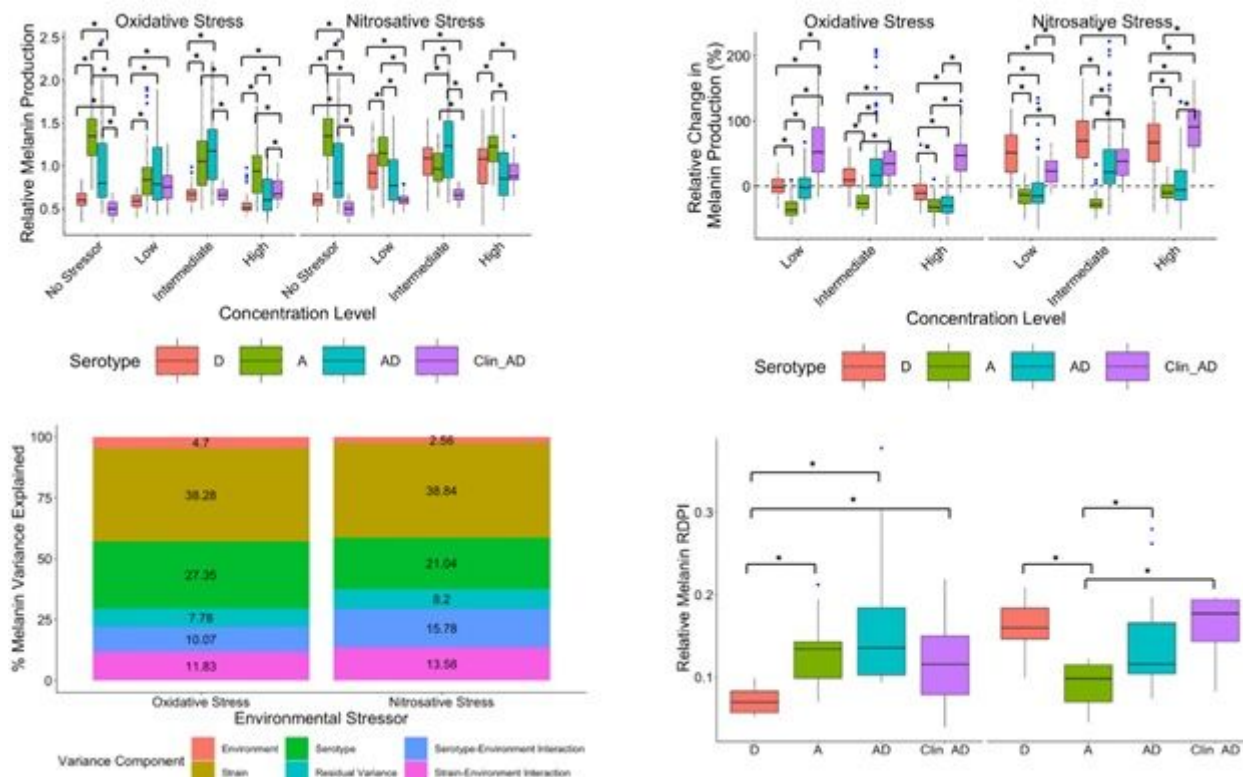 Oxidative Stress Nitrosative Stress
Relative Melanin Production
2.5
2.0
1.5
1.0
0.5
No Stressor Low Intermediate High No Stressor Low Intermediate High
Concentration Level
Serotype D A AD Clin_AD
Oxidative Stress Nitrosative Stress
Relative Change in
Melanin Production (%)
200
100
0
Low Intermediate High Low Intermediate High
Concentration Level
Serotype D A AD Clin_AD
% Melanin Variance Explained
100
75
50
25
0
4.7 2.56
38.28 38.84
27.35 21.04
7.78 8.2
10.07 15.78
11.83 13.58
Oxidative Stress Nitrosative Stress
Environmental Stressor
Variance Component Environment Serotype Serotype-Environment Interaction
Strain Residual Variance Strain-Environment Interaction
Relative Melanin RDPI
0.3
0.2
0.1
D A AD Clin AD D A AD Clin AD